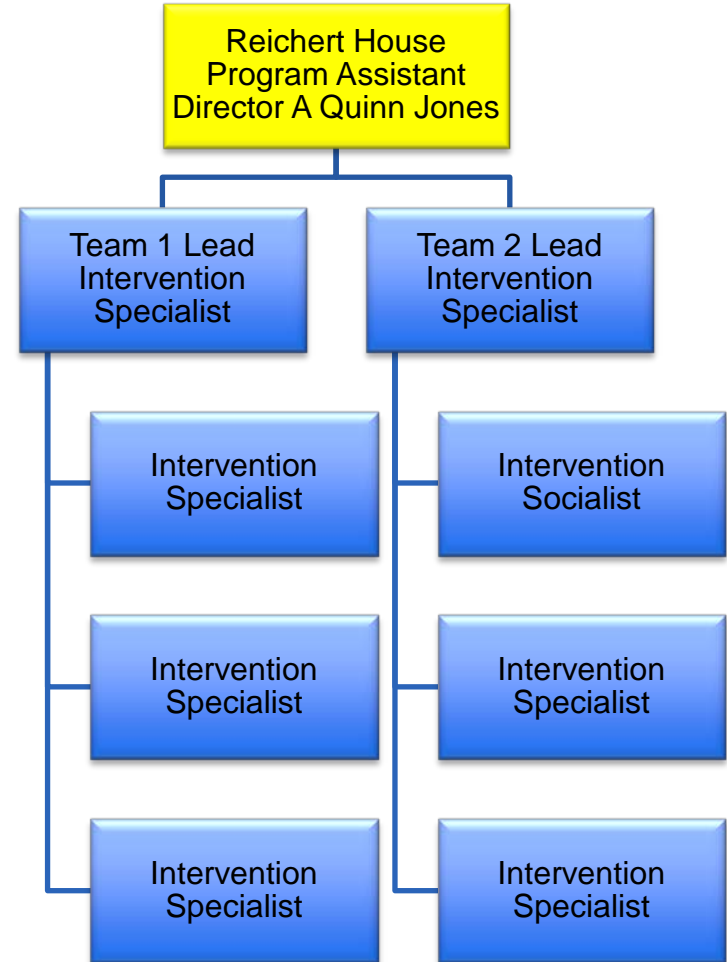 Reichert House
Program Assistant
Director A Quinn Jones
Team 1 Lead
Intervention
Specialist
Team 2 Lead
Intervention
Specialist
Intervention
Specialist
Intervention
Socialist
Intervention
Specialist
Intervention
Specialist
Intervention
Specialist
Intervention
Specialist